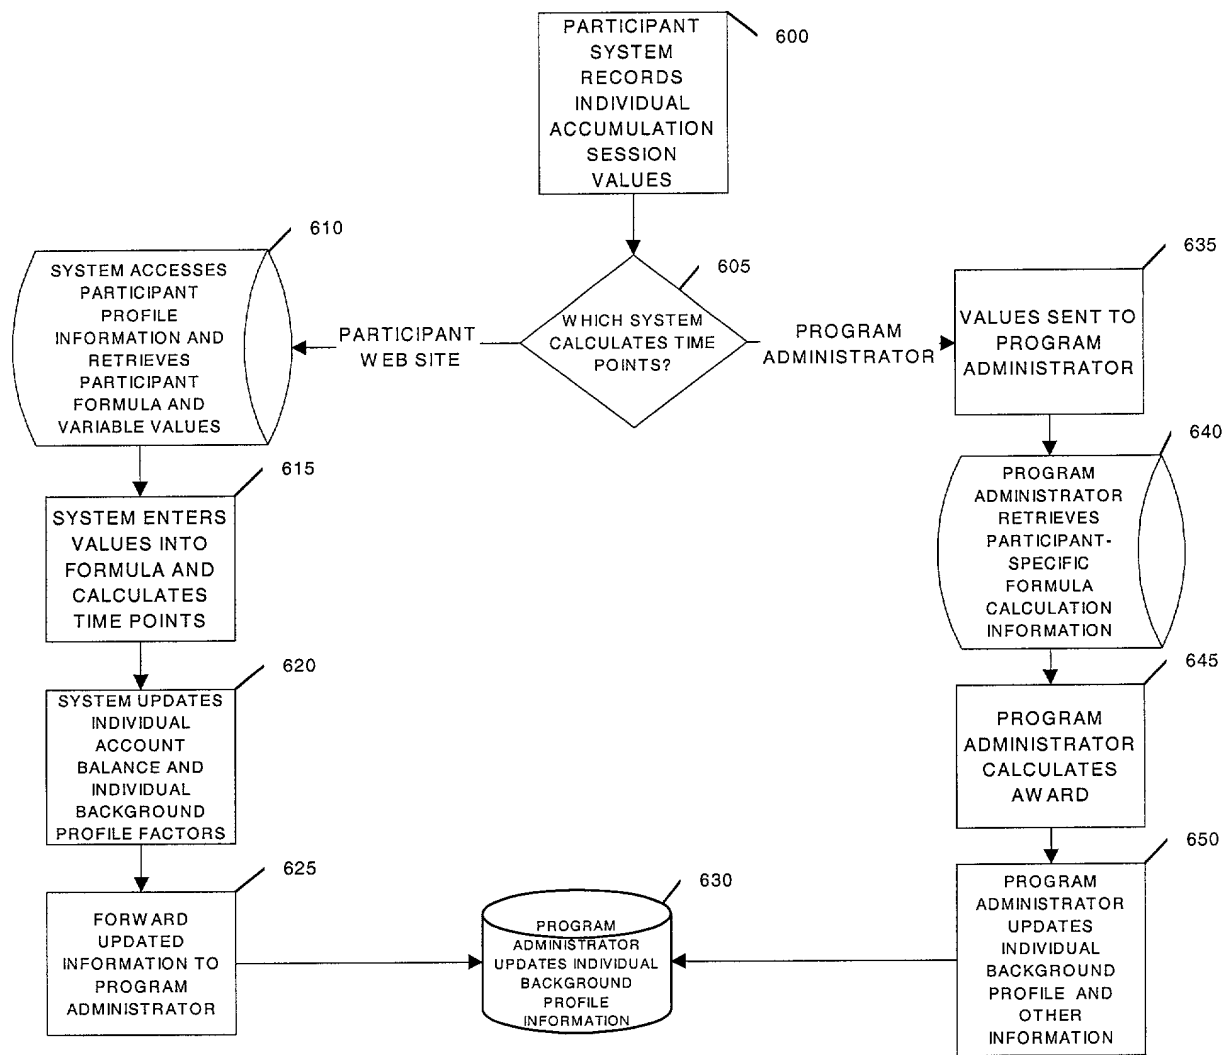 PARTICIPANT
SYSTEM
RECORDS
INDIVIDUAL
ACCUMULATION
SESSION
VALUES
600
605
WHICH SYSTEM
CALCULATES TIME
POINTS?
PARTICIPANT
WEB SITE
PROGRAM
ADMINISTRATOR
610
SYSTEM ACCESSES
PARTICIPANT
PROFILE
INFORMATION AND
RETRIEVES
PARTICIPANT
FORMULA AND
VARIABLE VALUES
615
SYSTEM ENTERS
VALUES INTO
FORMULA AND
CALCULATES
TIME POINTS
620
SYSTEM UPDATES
INDIVIDUAL
ACCOUNT
BALANCE AND
INDIVIDUAL
BACKGROUND
PROFILE FACTORS
625
FORWARD
UPDATED
INFORMATION TO
PROGRAM
ADMINISTRATOR
630
PROGRAM
ADMINISTRATOR
UPDATES INDIVIDUAL
BACKGROUND
PROFILE
INFORMATION
635
VALUES SENT TO
PROGRAM
ADMINISTRATOR
640
PROGRAM
ADMINISTRATOR
RETRIEVES
PARTICIPANT-
SPECIFIC
FORMULA
CALCULATION
INFORMATION
645
PROGRAM
ADMINISTRATOR
CALCULATES
AWARD
650
PROGRAM
ADMINISTRATOR
UPDATES
INDIVIDUAL
BACKGROUND
PROFILE AND
OTHER
INFORMATION